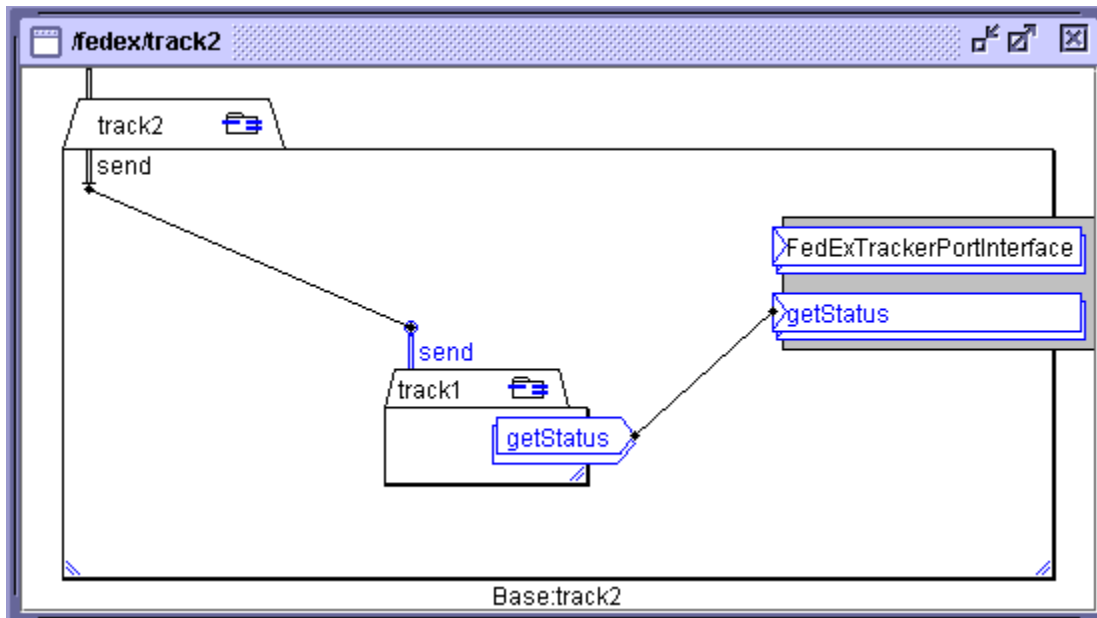 /fedex/track2
track2
send
FedExTrackerPortInterface
getStatus
send
track1
getStatus
Base:track2